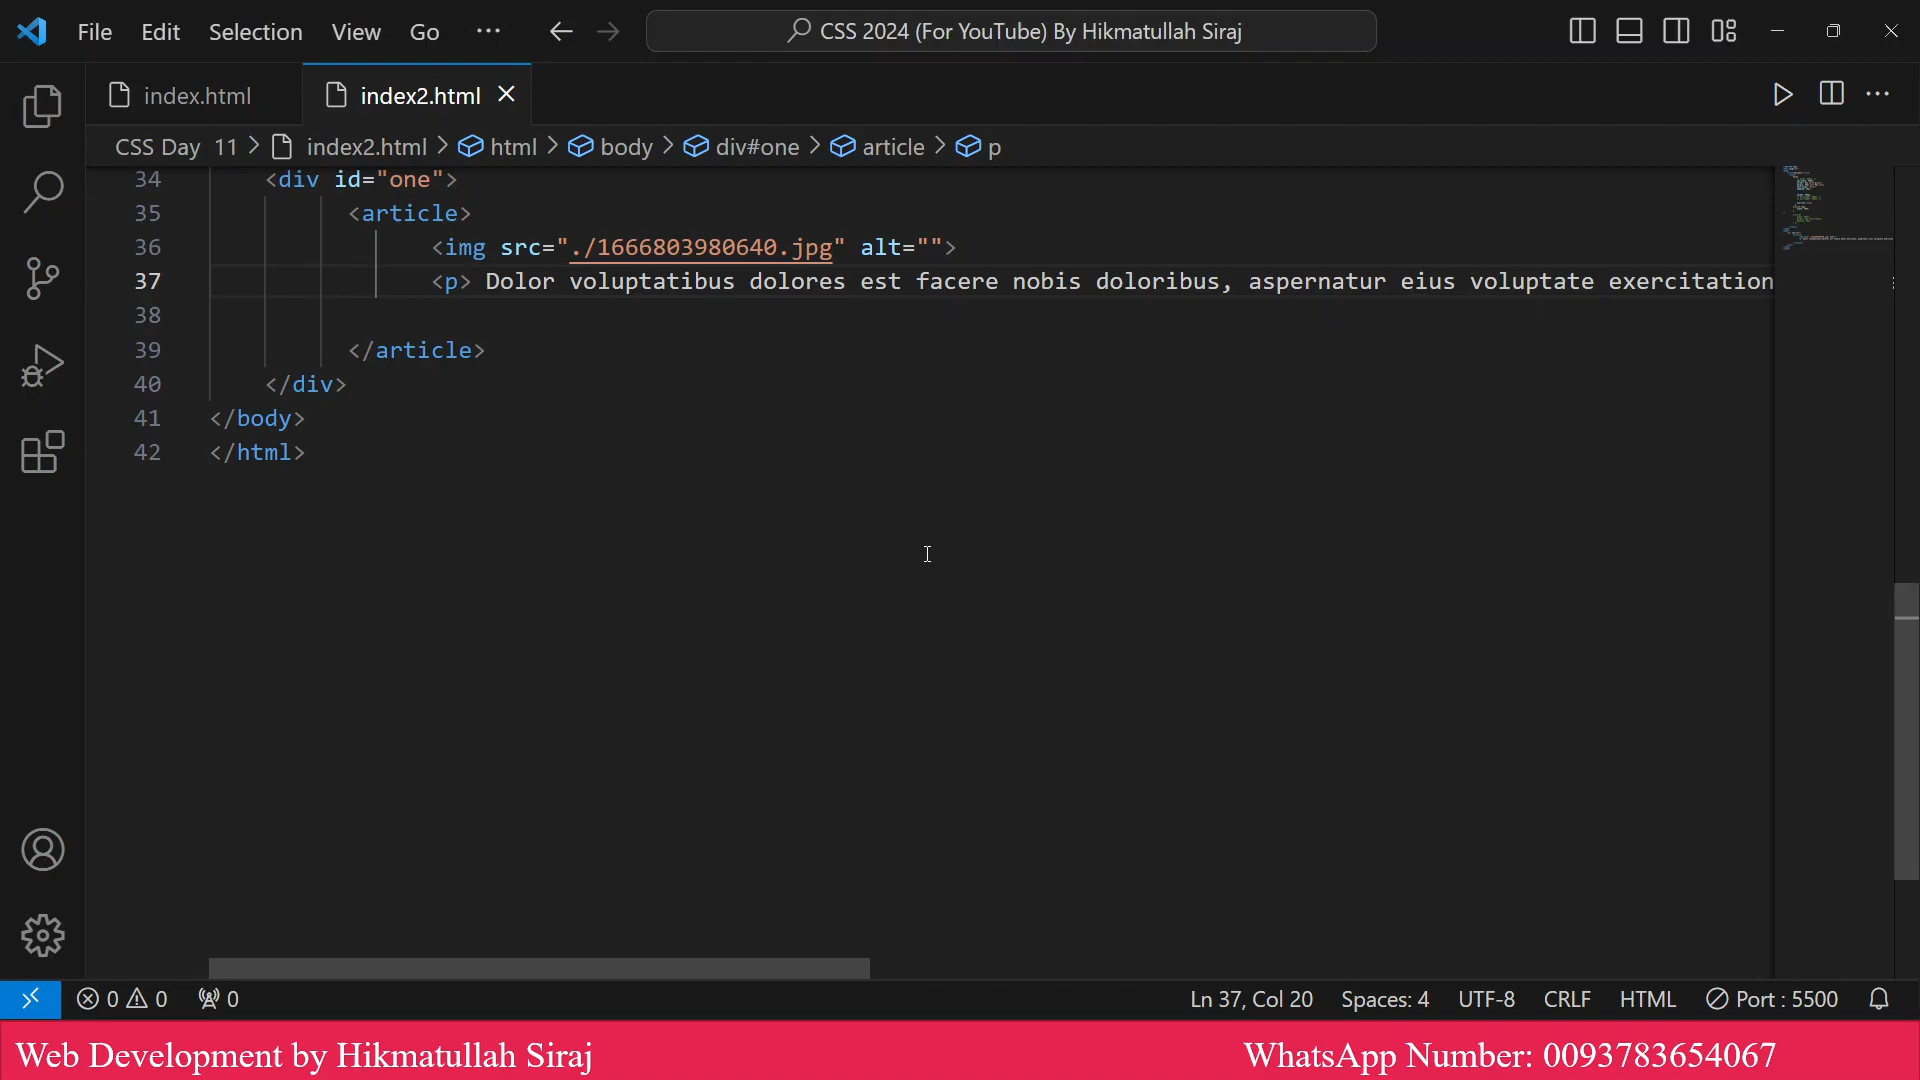 File Edit Selection View Go ··· CSS 2024 (For YouTube) By Hikmatullah Siraj
index.html index2.html
CSS Day 11 > index2.html > html > body > div#one > article > p
34 <div id="one">
35 <article>
36 <img src="./1666803980640.jpg" alt="">
37 <p> Dolor voluptatibus dolores est facere nobis doloribus, aspernatur eius voluptate exercitation
38
39 </article>
40 </div>
41 </body>
42 </html>
0 0 0 Ln 37, Col 20 Spaces: 4 UTF-8 CRLF HTML Port : 5500
Web Development by Hikmatullah Siraj WhatsApp Number: 0093783654067